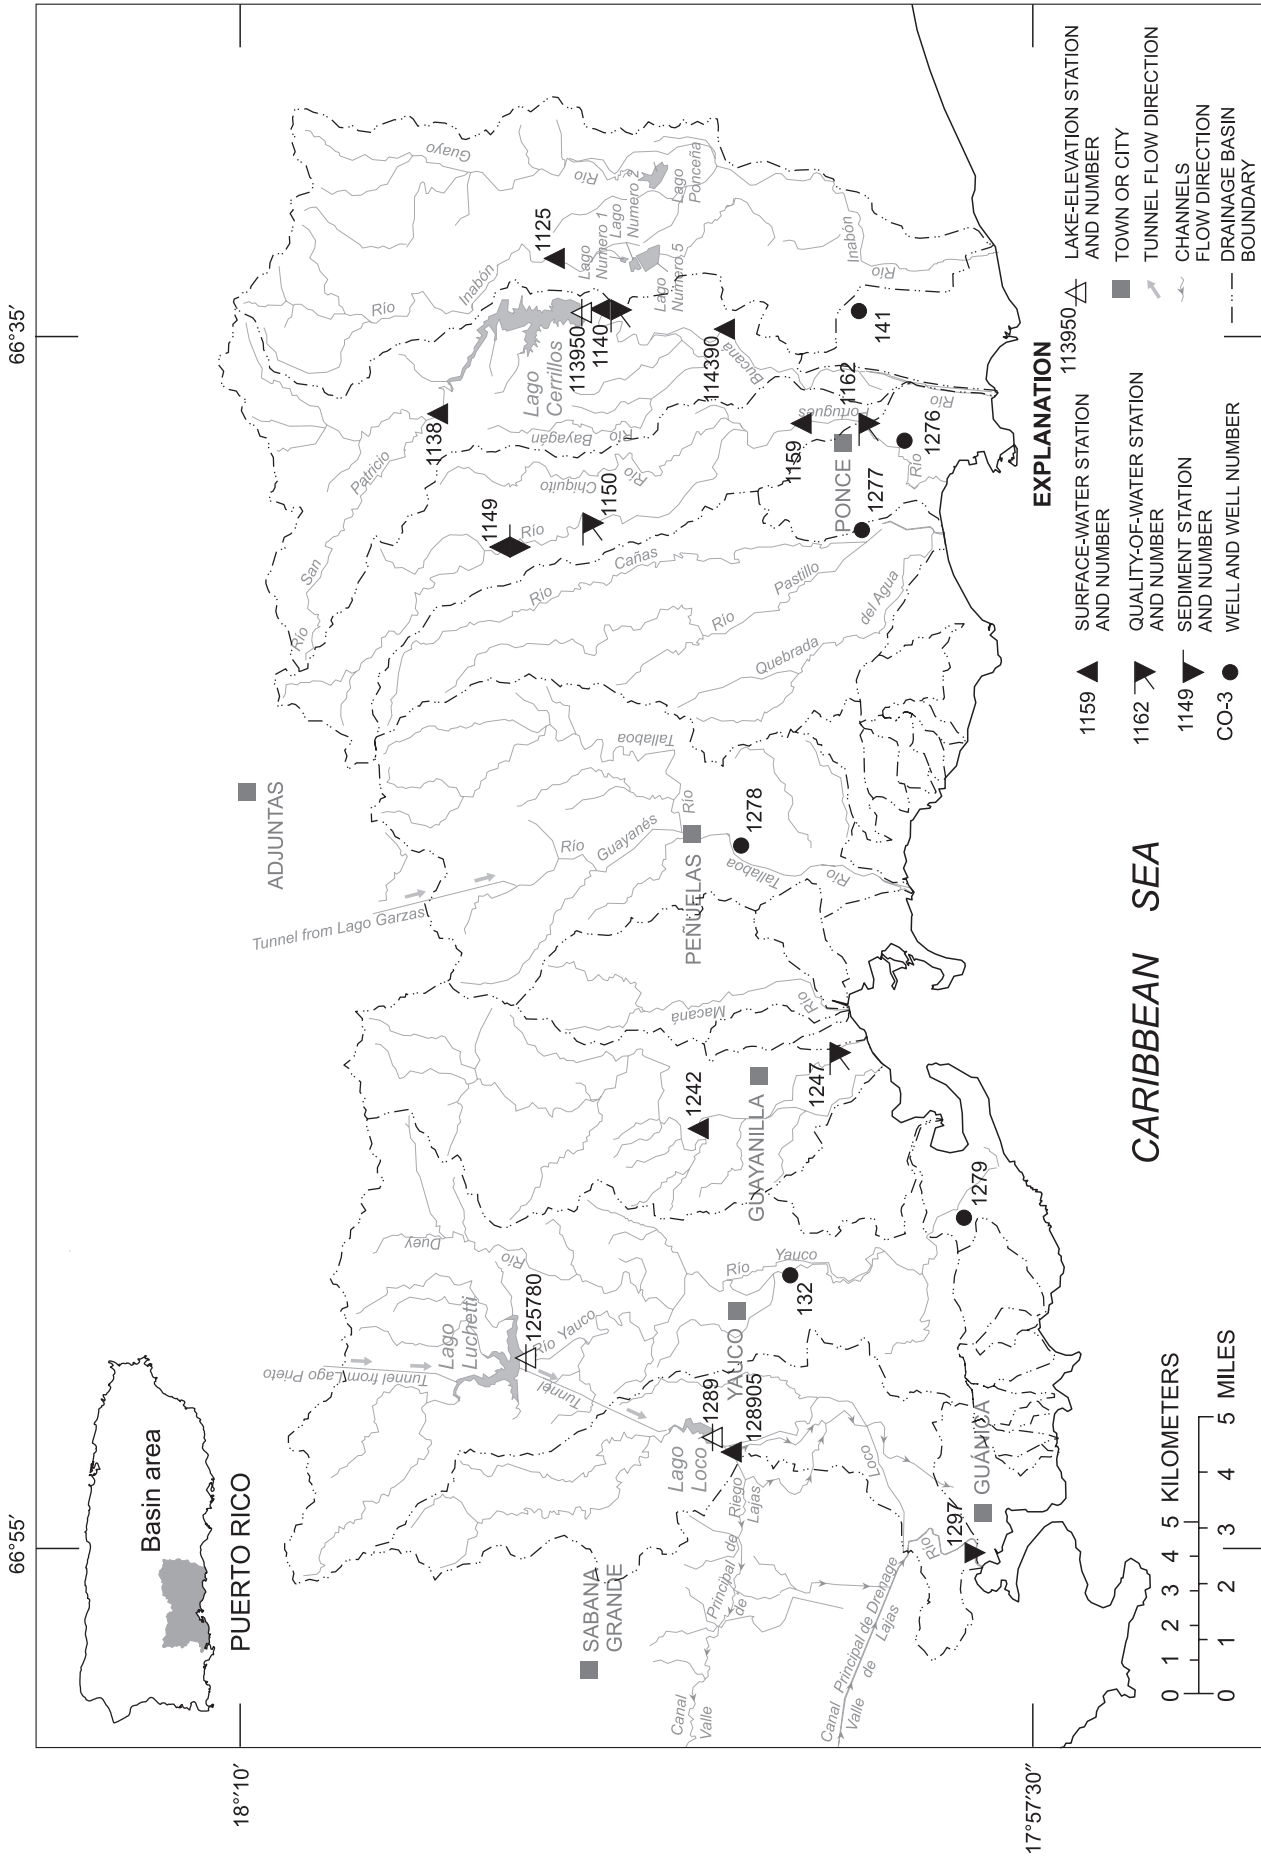 66°55′
66°35′
18°′10′
17°57′30″
Basin area
PUERTO RICO
ADJUNTAS
SABANA
GRANDE
PEÑUELAS
GUAYANILLA
YAUCO
GUÁNICA
PONCE
Tunnel from Lago Prieto
Tunnel from Lago Garzas
Lago
Luchetti
125780
Río Yauco
Tunnel
Río
Duey
Lago
Loco
1289
128905
Canal
Principal de Riego
Valle
de
Lajas
Canal Principal de Drenage
Valle
de
Lajas
Río
Loco
1297
Río
Yauco
132
1279
1242
1247
Río
Macaná
Río
Guayanés
Río
Tallaboa
Río
Tallaboa
1278
Quebrada
del Agua
Río
Pastillo
Río
Cañas
Río
San
Patricio
1138
1149
Río
1150
Río
Chiquito
Río
Bayagán
Lago
Cerrillos
113950
1140
114390
Río
Bucaná
1159
1162
Río
Portugués
1276
1277
141
Río
Inabón
1125
Lago
Numero 1
Lago
Numero 2
Lago
Numero 5
Lago
Ponceña
Río
Guayo
Río
Inabón
CARIBBEAN SEA
EXPLANATION
1159
SURFACE-WATER STATION
AND NUMBER
1162
QUALITY-OF-WATER STATION
AND NUMBER
1149
SEDIMENT STATION
AND NUMBER
CO-3
WELL AND WELL NUMBER
113950
LAKE-ELEVATION STATION
AND NUMBER
TOWN OR CITY
TUNNEL FLOW DIRECTION
CHANNELS
FLOW DIRECTION
DRAINAGE BASIN
BOUNDARY
0 1 2 3 4 5 KILOMETERS
0 1 2 3 4 5 MILES